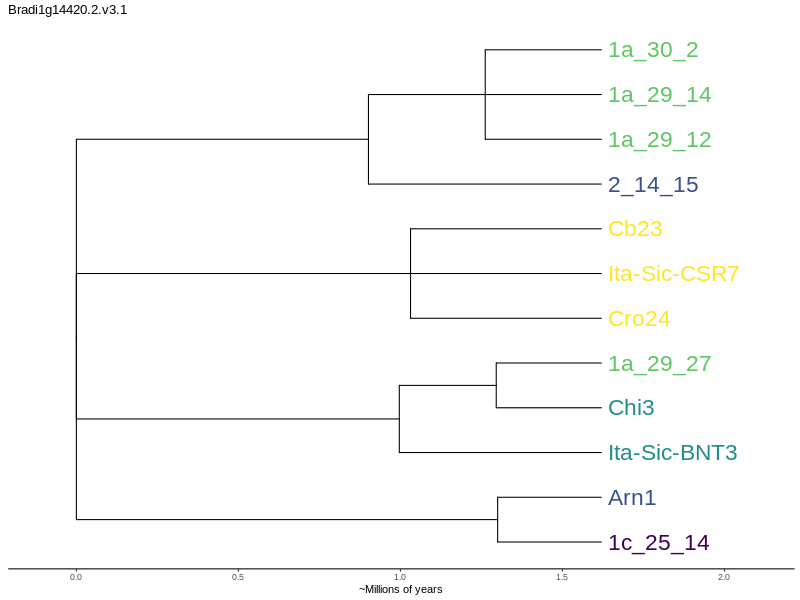 Bradi1g14420.2.v3.1
1a_30_2
1a_29_14
1a_29_12
2_14_15
Cb23
Ita-Sic-CSR7
Cro24
1a_29_27
Chi3
Ita-Sic-BNT3
Arn1
1c_25_14
0.0 0.5 1.0 1.5 2.0
~Millions of years